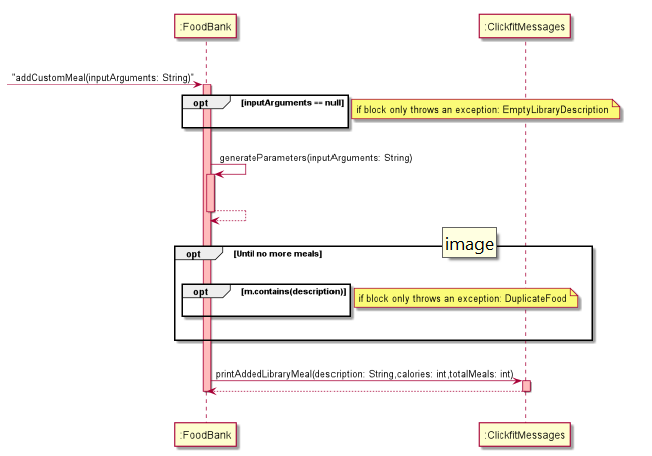 :FoodBank
:ClickfitMessages
"addCustomMeal(inputArguments: String)"
opt
[inputArguments == null]
if block only throws an exception: EmptyLibraryDescription
generateParameters(inputArguments: String)
image
opt
[Until no more meals]
opt
[m.contains(description)]
if block only throws an exception: DuplicateFood
printAddedLibraryMeal(description: String,calories: int,totalMeals: int)
:FoodBank
:ClickfitMessages